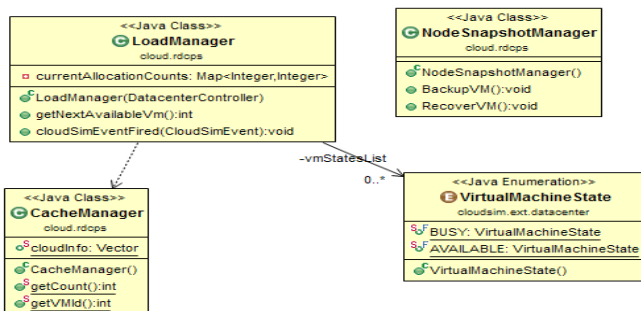 <<Java Class>>
LoadManager
cloud.rdcps
currentAllocationCounts: Map<Integer,Integer>
LoadManager(DatacenterController)
getNextAvailableVm():int
cloudSimEventFired(CloudSimEvent):void
<<Java Class>>
NodeSnapshotManager
cloud.rdcps
NodeSnapshotManager()
BackupVM():void
RecoverVM():void
-vmStatesList
0..*
<<Java Class>>
CacheManager
cloud.rdcps
cloudInfo: Vector
CacheManager()
getCount():int
getVMId():int
<<Java Enumeration>>
VirtualMachineState
cloudsim.ext.datacenter
BUSY: VirtualMachineState
AVAILABLE: VirtualMachineState
VirtualMachineState()